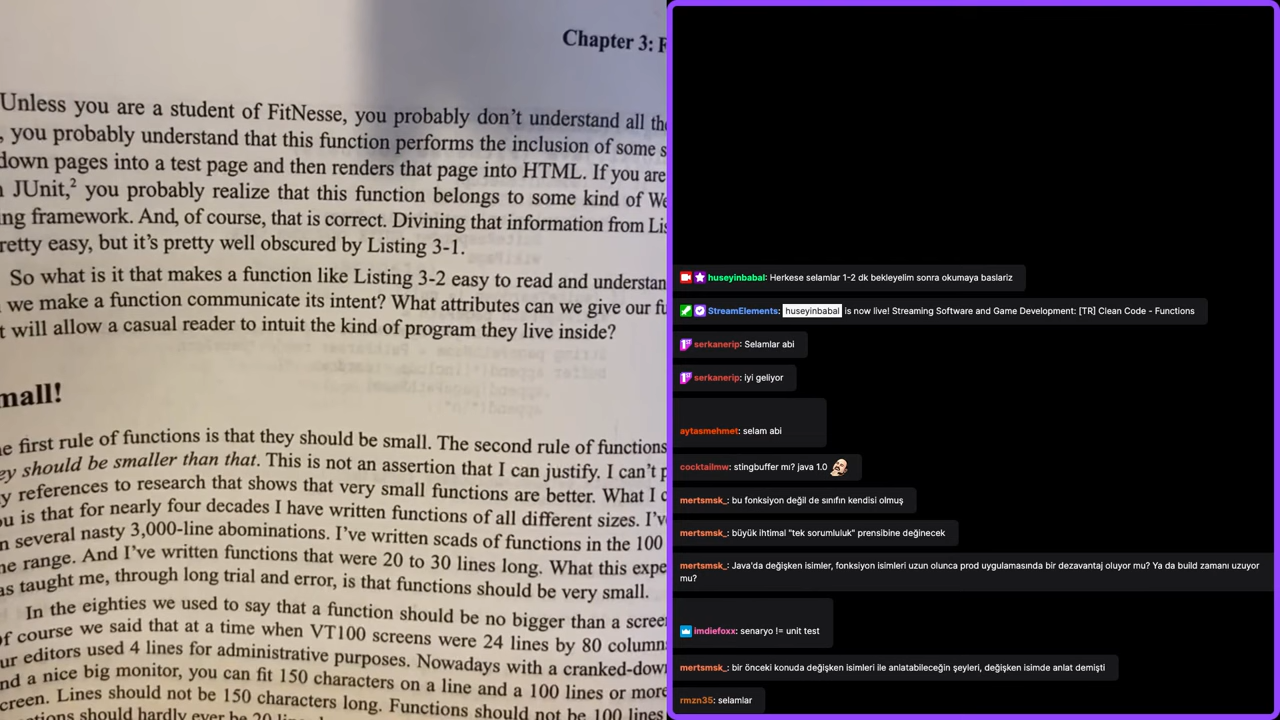 Chapter 3: F
Unless you are a student of FitNesse, you probably don't understand all the
, you probably understand that this function performs the inclusion of some s
down pages into a test page and then renders that page into HTML. If you are
JUnit,² you probably realize that this function belongs to some kind of We
ing framework. And, of course, that is correct. Divining that information from Lis
retty easy, but it's pretty well obscured by Listing 3-1.
So what is it that makes a function like Listing 3-2 easy to read and understan
we make a function communicate its intent? What attributes can we give our fu
t will allow a casual reader to intuit the kind of program they live inside?
mall!
e first rule of functions is that they should be small. The second rule of functions
ey should be smaller than that. This is not an assertion that I can justify. I can't p
y references to research that shows that very small functions are better. What I c
ou is that for nearly four decades I have written functions of all different sizes. I'v
n several nasty 3,000-line abominations. I've written scads of functions in the 100
ne range. And I've written functions that were 20 to 30 lines long. What this expe
as taught me, through long trial and error, is that functions should be very small.
In the eighties we used to say that a function should be no bigger than a scree
of course we said that at a time when VT100 screens were 24 lines by 80 column
ur editors used 4 lines for administrative purposes. Nowadays with a cranked-dow
nd a nice big monitor, you can fit 150 characters on a line and a 100 lines or more
creen. Lines should not be 150 characters long. Functions should not be 100 lines
tions should hardly ever be 20 lines
huseyinbabal: Herkese selamlar 1-2 dk bekleyelim sonra okumaya baslariz
StreamElements: huseyinbabal is now live! Streaming Software and Game Development: [TR] Clean Code - Functions
serkanerip: Selamlar abi
serkanerip: iyi geliyor
aytasmehmet: selam abi
cocktailmw: stingbuffer mı? java 1.0
mertsmsk_: bu fonksiyon değil de sınıfın kendisi olmuş
mertsmsk_: büyük ihtimal "tek sorumluluk" prensibine değinecek
mertsmsk_: Java'da değişken isimler, fonksiyon isimleri uzun olunca prod uygulamasında bir dezavantaj oluyor mu? Ya da build zamanı uzuyor
mu?
imdiefoxx: senaryo != unit test
mertsmsk_: bir önceki konuda değişken isimleri ile anlatabileceğin şeyleri, değişken isimde anlat demişti
rmzn35: selamlar